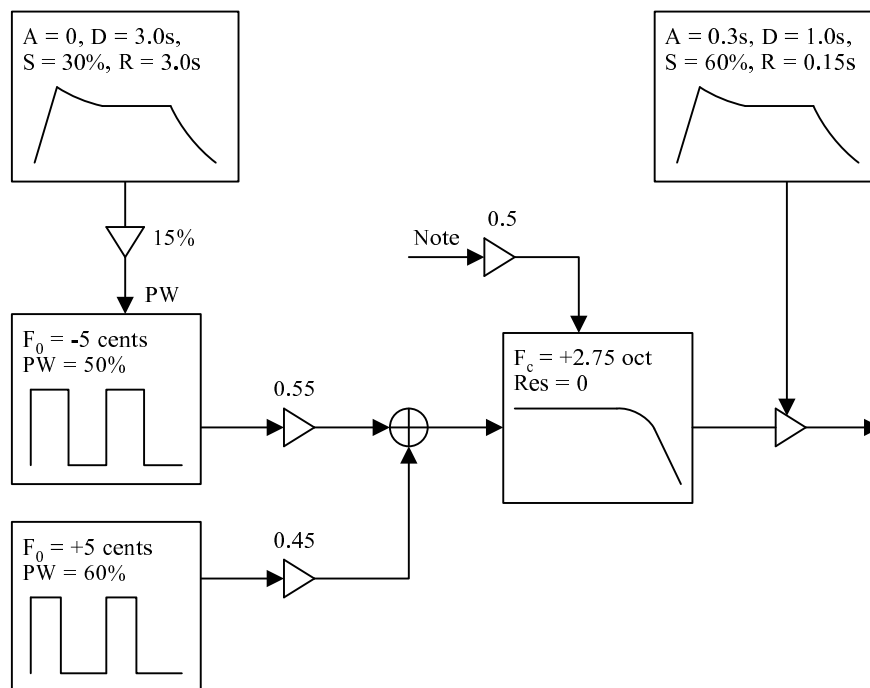 A = 0, D = 3.0s,
S = 30%, R = 3.0s
A = 0.3s, D = 1.0s,
S = 60%, R = 0.15s
15%
0.5
Note
PW
F₀ = -5 cents
PW = 50%
F_c = +2.75 oct
Res = 0
0.55
F₀ = +5 cents
PW = 60%
0.45